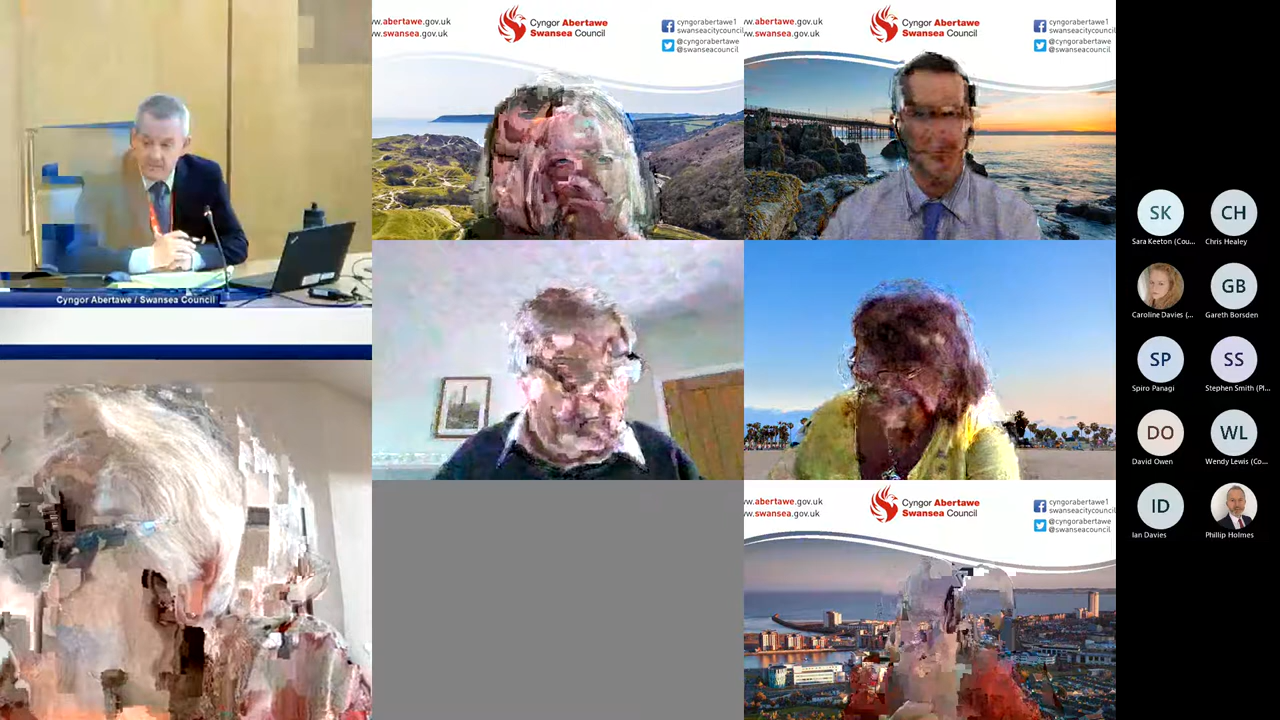 w.abertawe.gov.uk
w.swansea.gov.uk
Cyngor Abertawe
Swansea Council
cyngorabertawe1
swanseacitycouncil
@cyngorabertawe
@swanseacouncil
w.abertawe.gov.uk
w.swansea.gov.uk
Cyngor Abertawe
Swansea Council
cyngorabertawe1
swanseacitycouncil
@cyngorabertawe
@swanseacouncil
Cyngor Abertawe / Swansea Council
w.abertawe.gov.uk
w.swansea.gov.uk
Cyngor Abertawe
Swansea Council
cyngorabertawe1
swanseacitycouncil
@cyngorabertawe
@swanseacouncil
SK
CH
Sara Keeton (Cou...
Chris Healey
GB
Caroline Davies (...
Gareth Borsden
SP
SS
Spiro Panagi
Stephen Smith (Pl...
DO
WL
David Owen
Wendy Lewis (Co...
ID
Ian Davies
Phillip Holmes